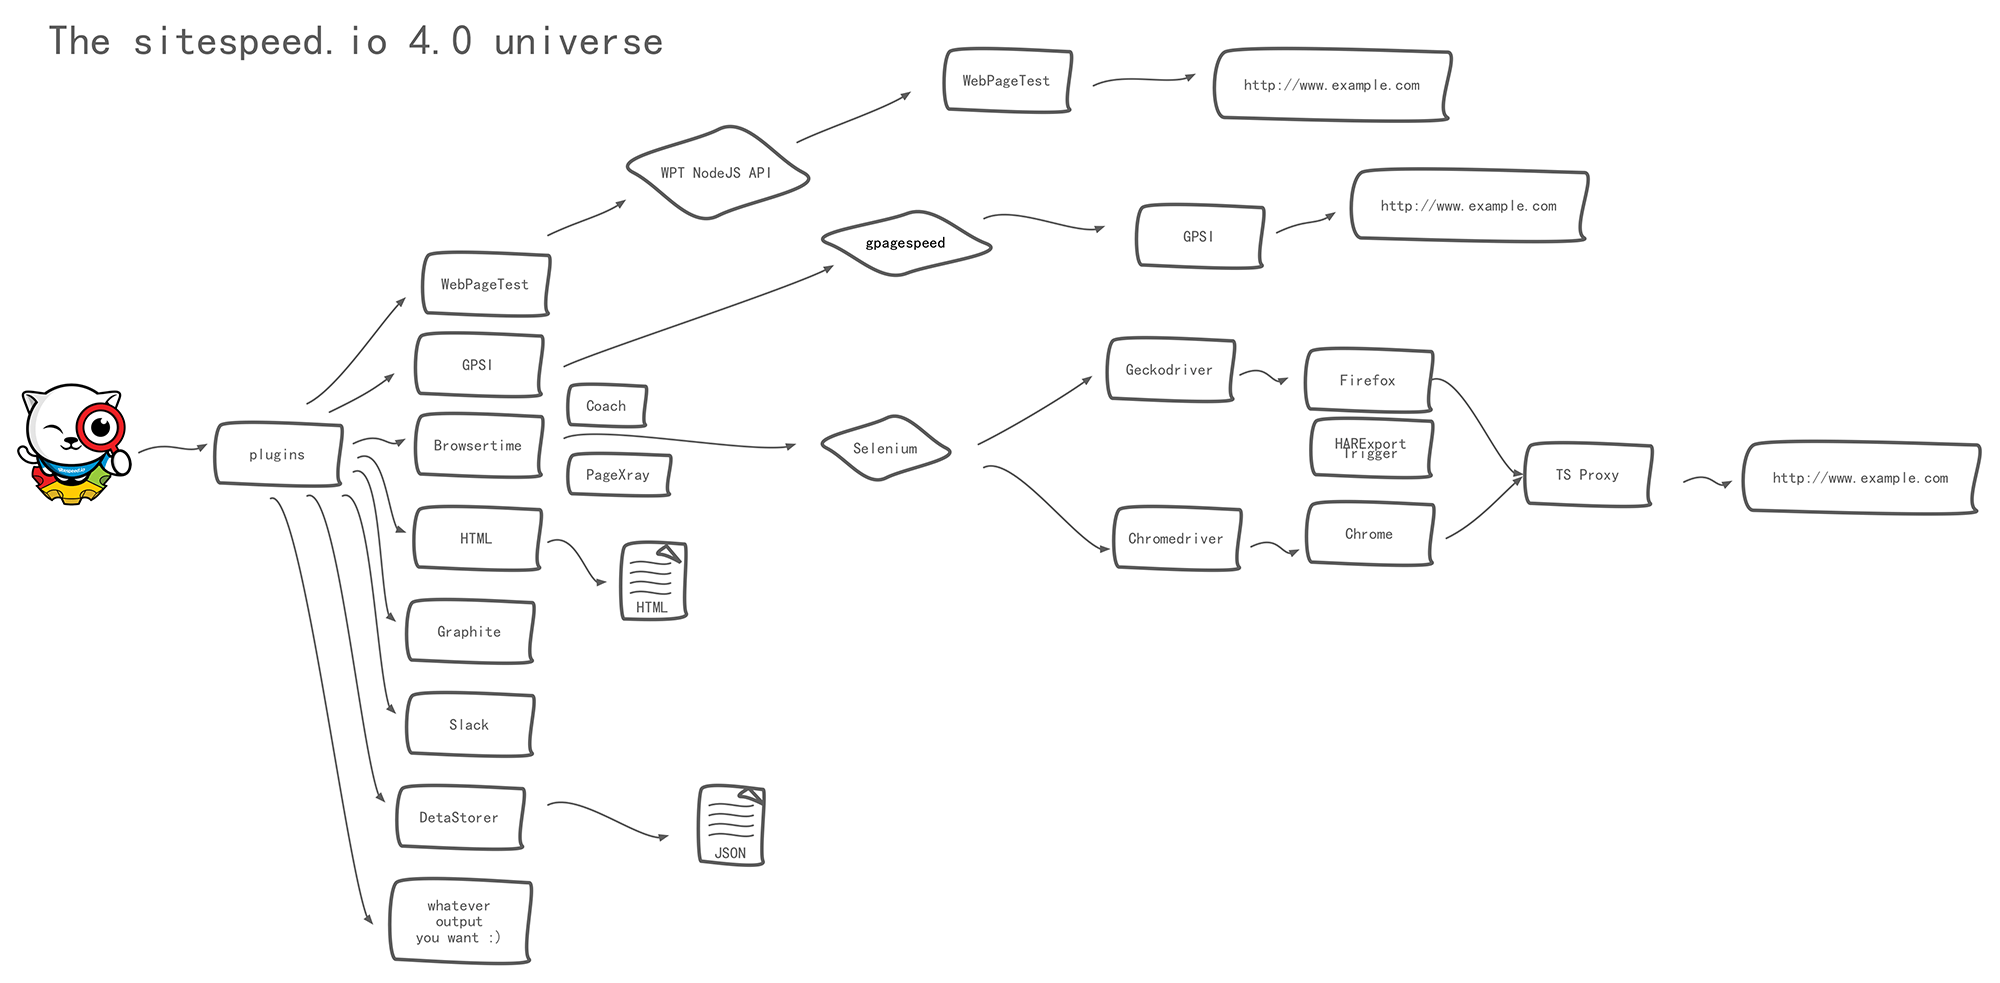 The sitespeed.io 4.0 universe
WebPageTest
http://www.example.com
WPT NodeJS API
http://www.example.com
gpagespeed
GPSI
WebPageTest
GPSI
Geckodriver
Firefox
Coach
Browsertime
Selenium
HARExport
Trigger
plugins
sitespeed.io
PageXray
TS Proxy
http://www.example.com
HTML
Chromedriver
Chrome
HTML
Graphite
Slack
DetaStorer
JSON
whatever
output
you want :)